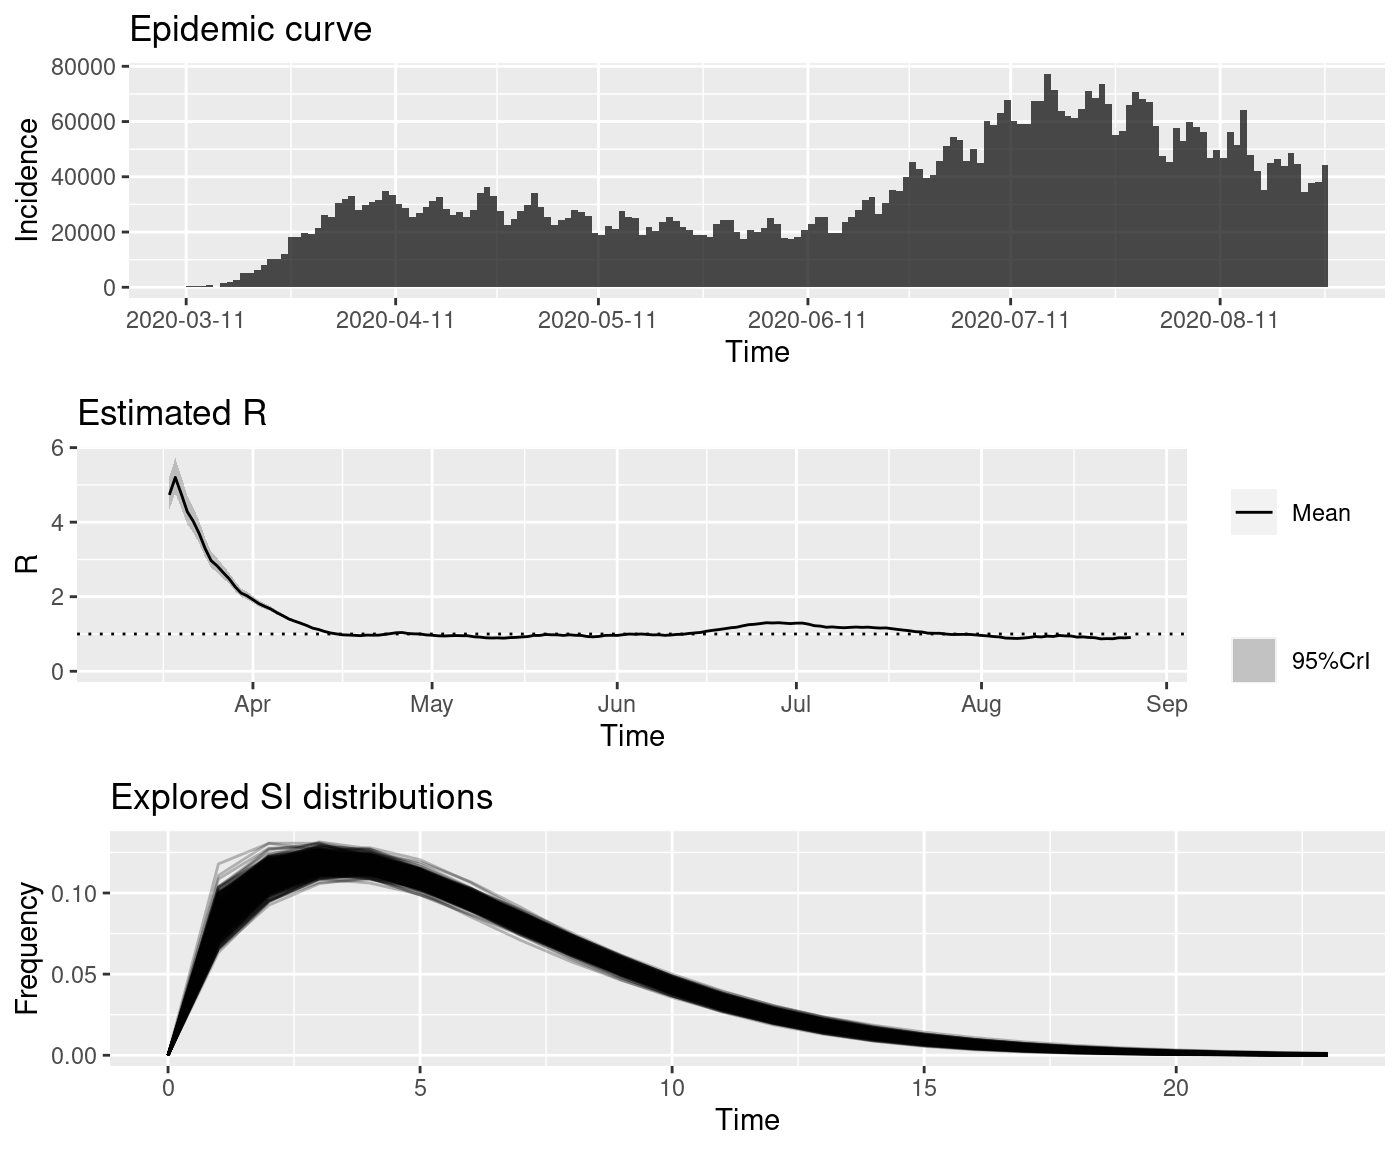 Epidemic curve
80000
60000
40000
20000
0
Incidence
2020-03-11 2020-04-11 2020-05-11 2020-06-11 2020-07-11 2020-08-11
Time
Estimated R
6
4
2
0
R
Apr May Jun Jul Aug Sep
Time
Mean
95%CrI
Explored SI distributions
0.10
0.05
0.00
Frequency
0 5 10 15 20
Time